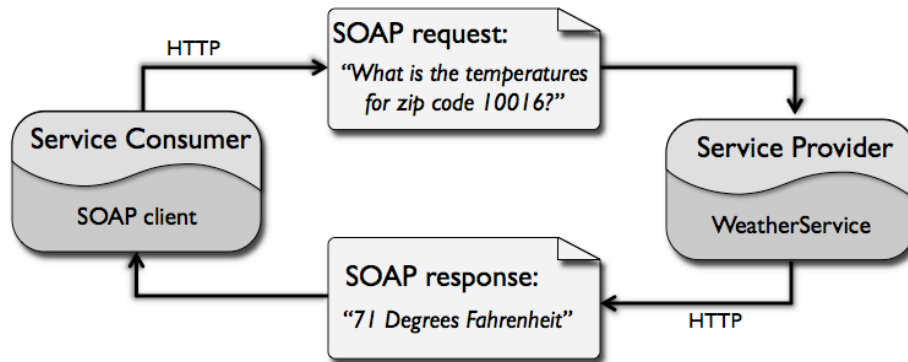 HTTP
SOAP request:
“What is the temperatures
for zip code 10016?”
Service Consumer
SOAP client
Service Provider
WeatherService
SOAP response:
“71 Degrees Fahrenheit”
HTTP